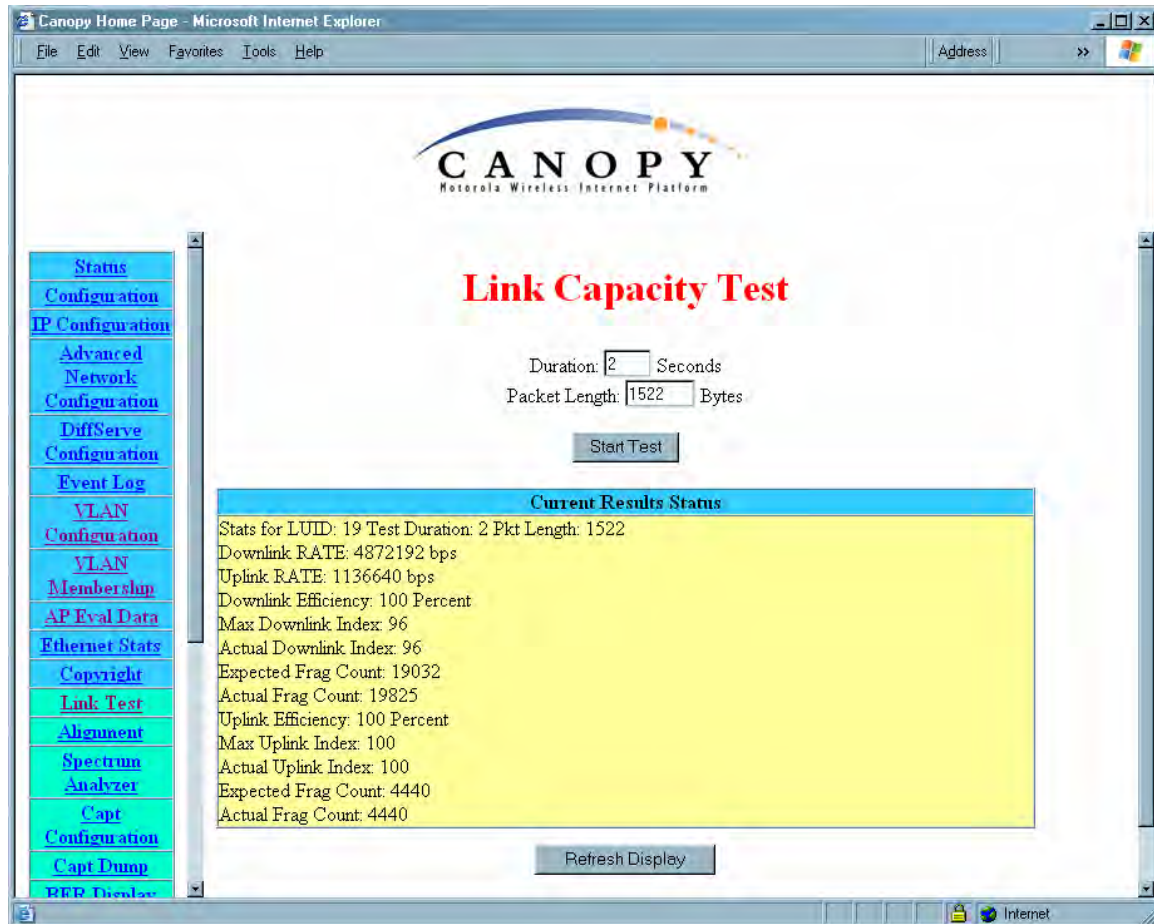 Canopy Home Page - Microsoft Internet Explorer
File Edit View Favorites Tools Help
Address »
CANOPY
Motorola Wireless Internet Platform
Status
Configuration
IP Configuration
Advanced
Network
Configuration
DiffServe
Configuration
Event Log
VLAN
Configuration
VLAN
Membership
AP Eval Data
Ethernet Stats
Copyright
Link Test
Alignment
Spectrum
Analyzer
Capt
Configuration
Capt Dump
BER Display
Link Capacity Test
Duration: 2 Seconds
Packet Length: 1522 Bytes
Start Test
Current Results Status
Stats for LUID: 19 Test Duration: 2 Pkt Length: 1522
Downlink RATE: 4872192 bps
Uplink RATE: 1136640 bps
Downlink Efficiency: 100 Percent
Max Downlink Index: 96
Actual Downlink Index: 96
Expected Frag Count: 19032
Actual Frag Count: 19825
Uplink Efficiency: 100 Percent
Max Uplink Index: 100
Actual Uplink Index: 100
Expected Frag Count: 4440
Actual Frag Count: 4440
Refresh Display
Internet